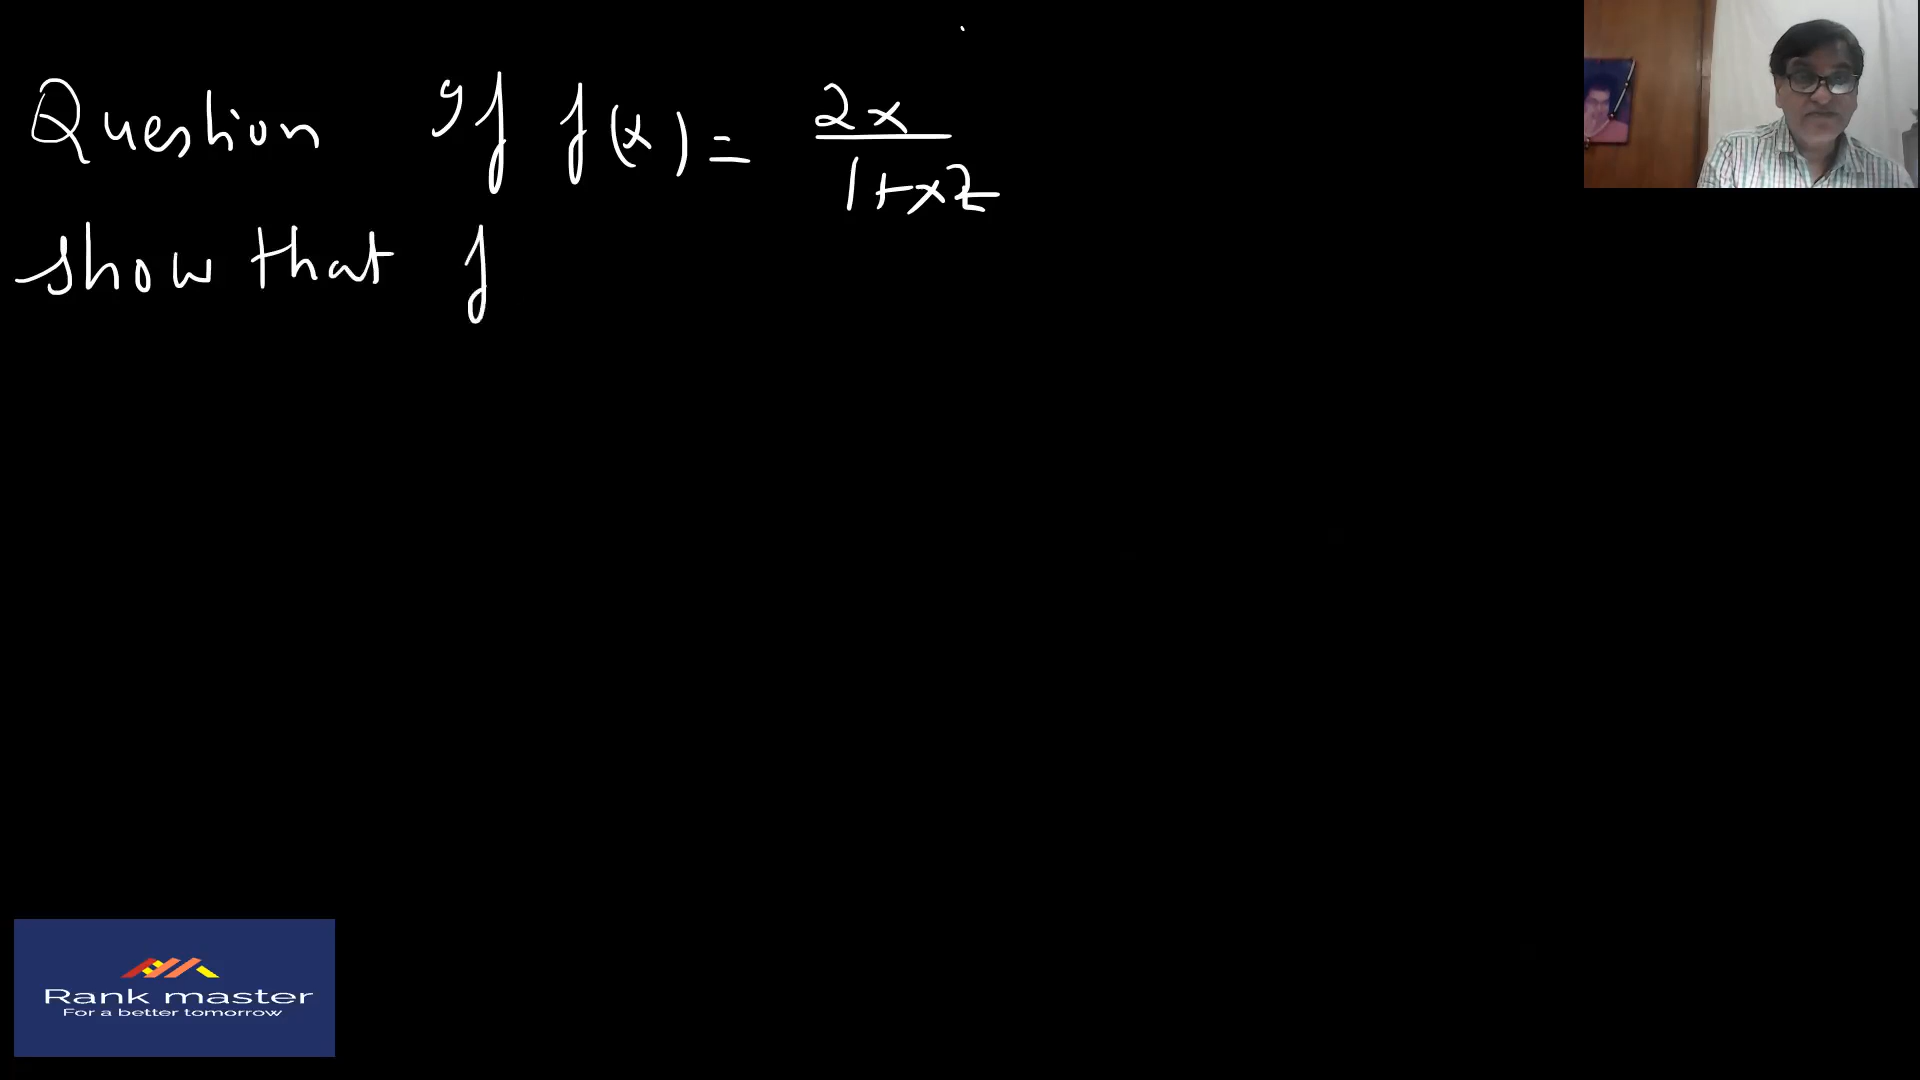 Question If f(x) = 2x / 1+x2
show that f
Rank master
For a better tomorrow